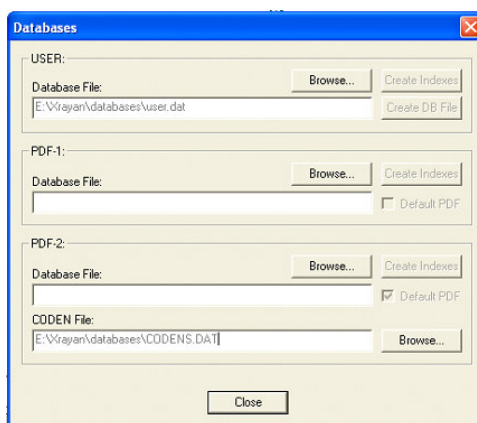 Databases
USER:
Database File:
Browse...
Create Indexes
E:\Xrayan\databases\user.dat
Create DB File
PDF-1:
Database File:
Browse...
Create Indexes
Default PDF
PDF-2:
Database File:
Browse...
Create Indexes
Default PDF
CODEN File:
E:\Xrayan\databases\CODENS.DAT
Browse...
Close